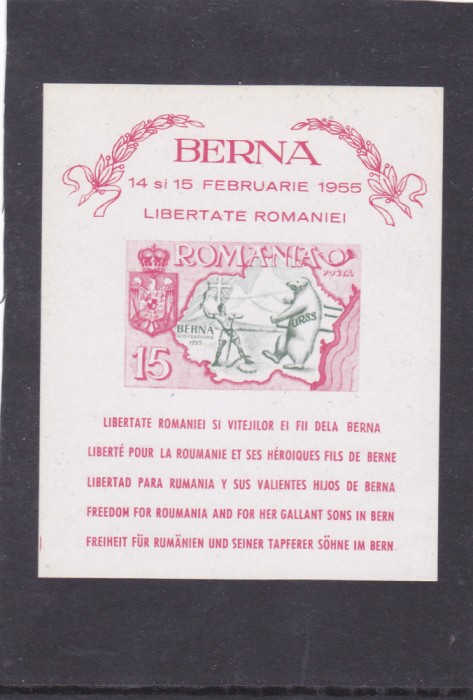 BERNA
14 si 15 FEBRUARIE 1955
LIBERTATE ROMANIEI
ROMANIA
POSTA
URSS
BERNA
1955
15
LIBERTATE ROMANIEI SI VITEJILOR EI FII DELA BERNA
LIBERTÉ POUR LA ROUMANIE ET SES HÉROIQUES FILS DE BERNE
LIBERTAD PARA RUMANIA Y SUS VALIENTES HIJOS DE BERNA
FREEDOM FOR ROUMANIA AND FOR HER GALLANT SONS IN BERN
FREIHEIT FÜR RUMÄNIEN UND SEINER TAPFERER SÖHNE IM BERN